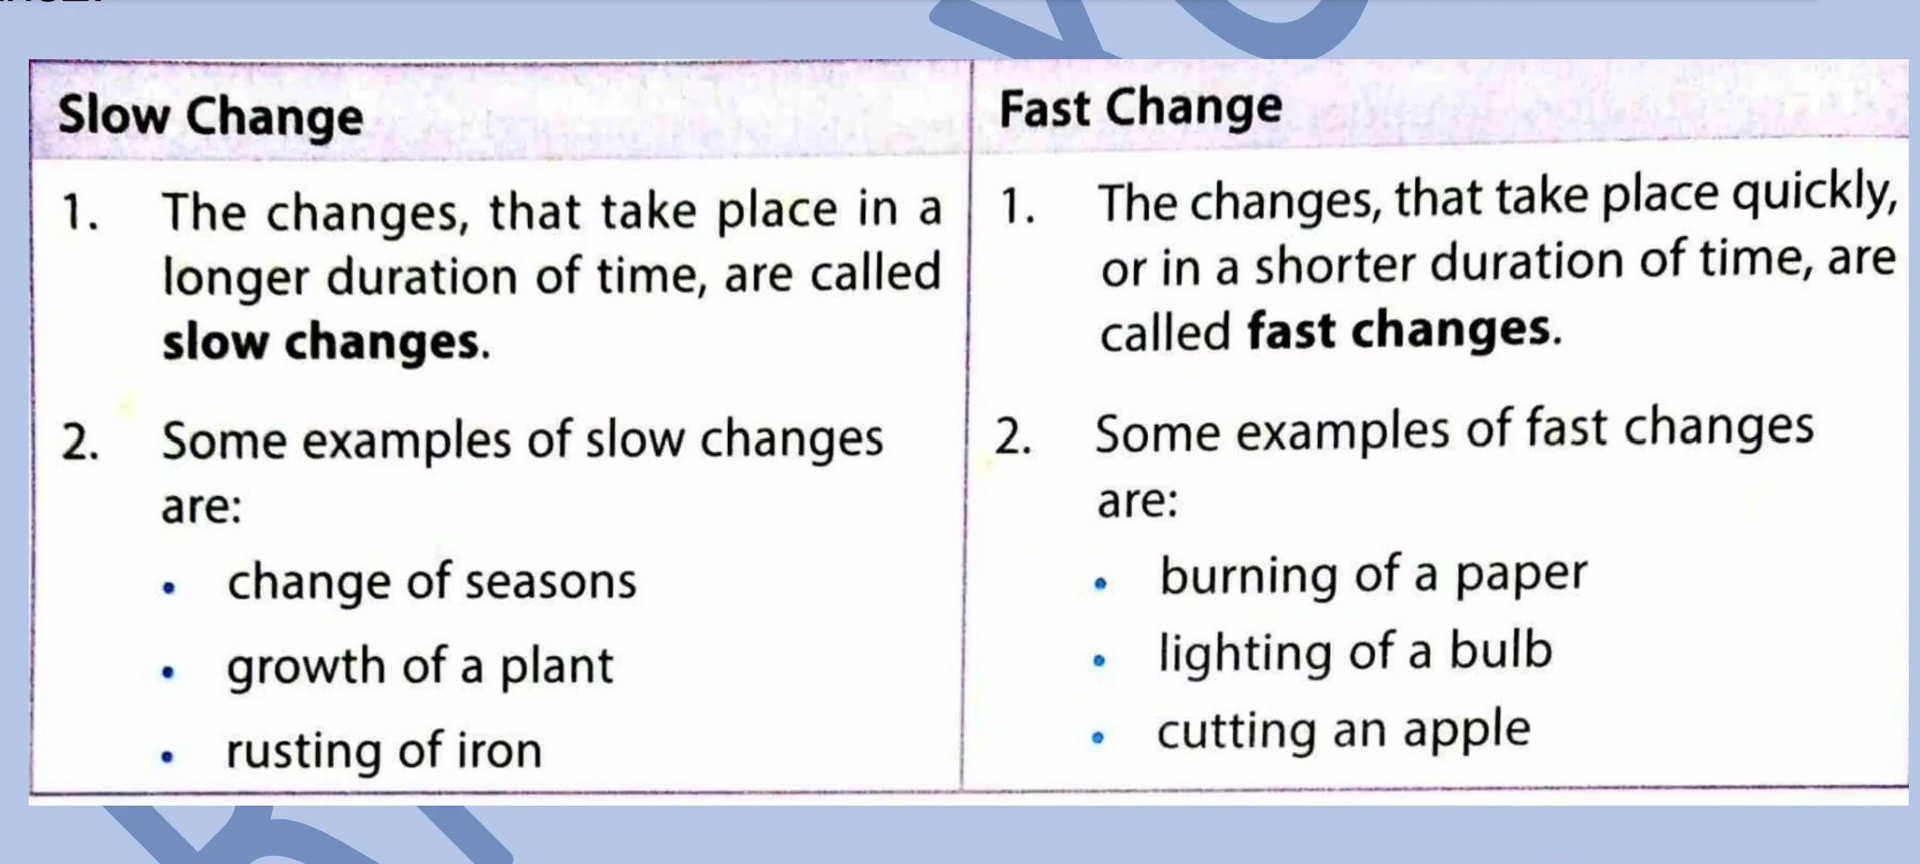 Slow Change
1. The changes, that take place in a
longer duration of time, are called
slow changes.
2. Some examples of slow changes
are:
• change of seasons
• growth of a plant
• rusting of iron
Fast Change
1. The changes, that take place quickly,
or in a shorter duration of time, are
called fast changes.
2. Some examples of fast changes
are:
• burning of a paper
• lighting of a bulb
• cutting an apple